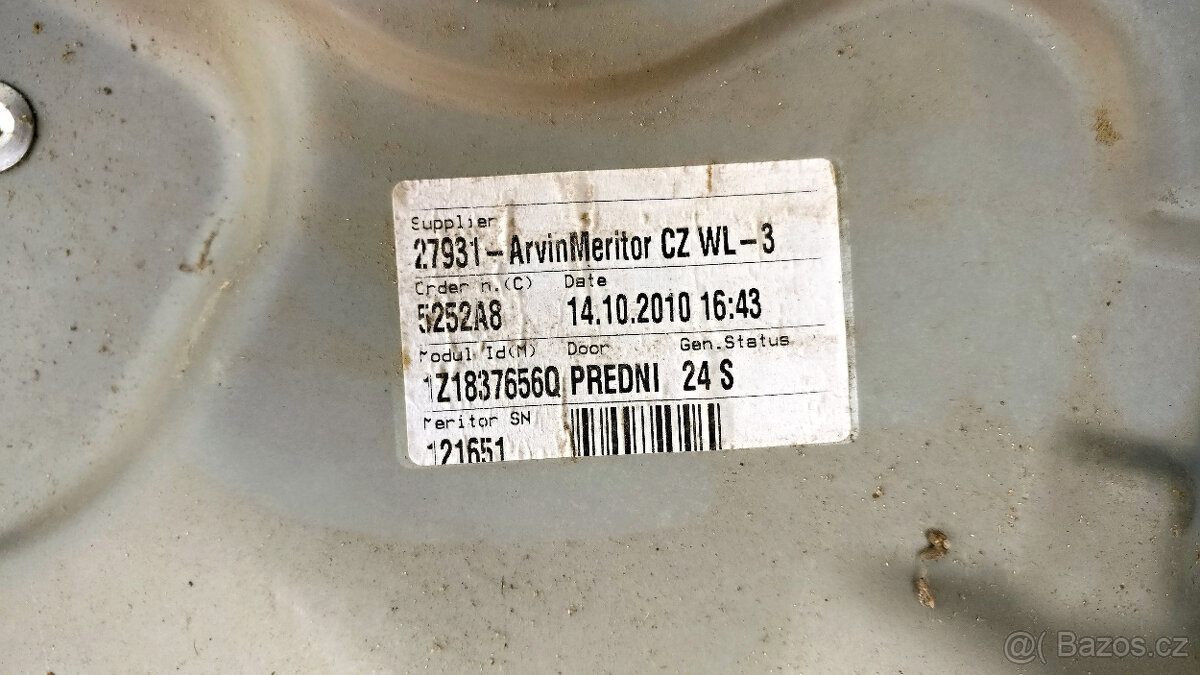 Supplier
27931-ArvinMeritor CZ WL-3
Order n.(C) Date
5252A8 14.10.2010 16:43
Modul Id(M) Door Gen.Status
1Z1837656Q PREDNI 24 S
Meritor SN
121651
@( Bazos.cz